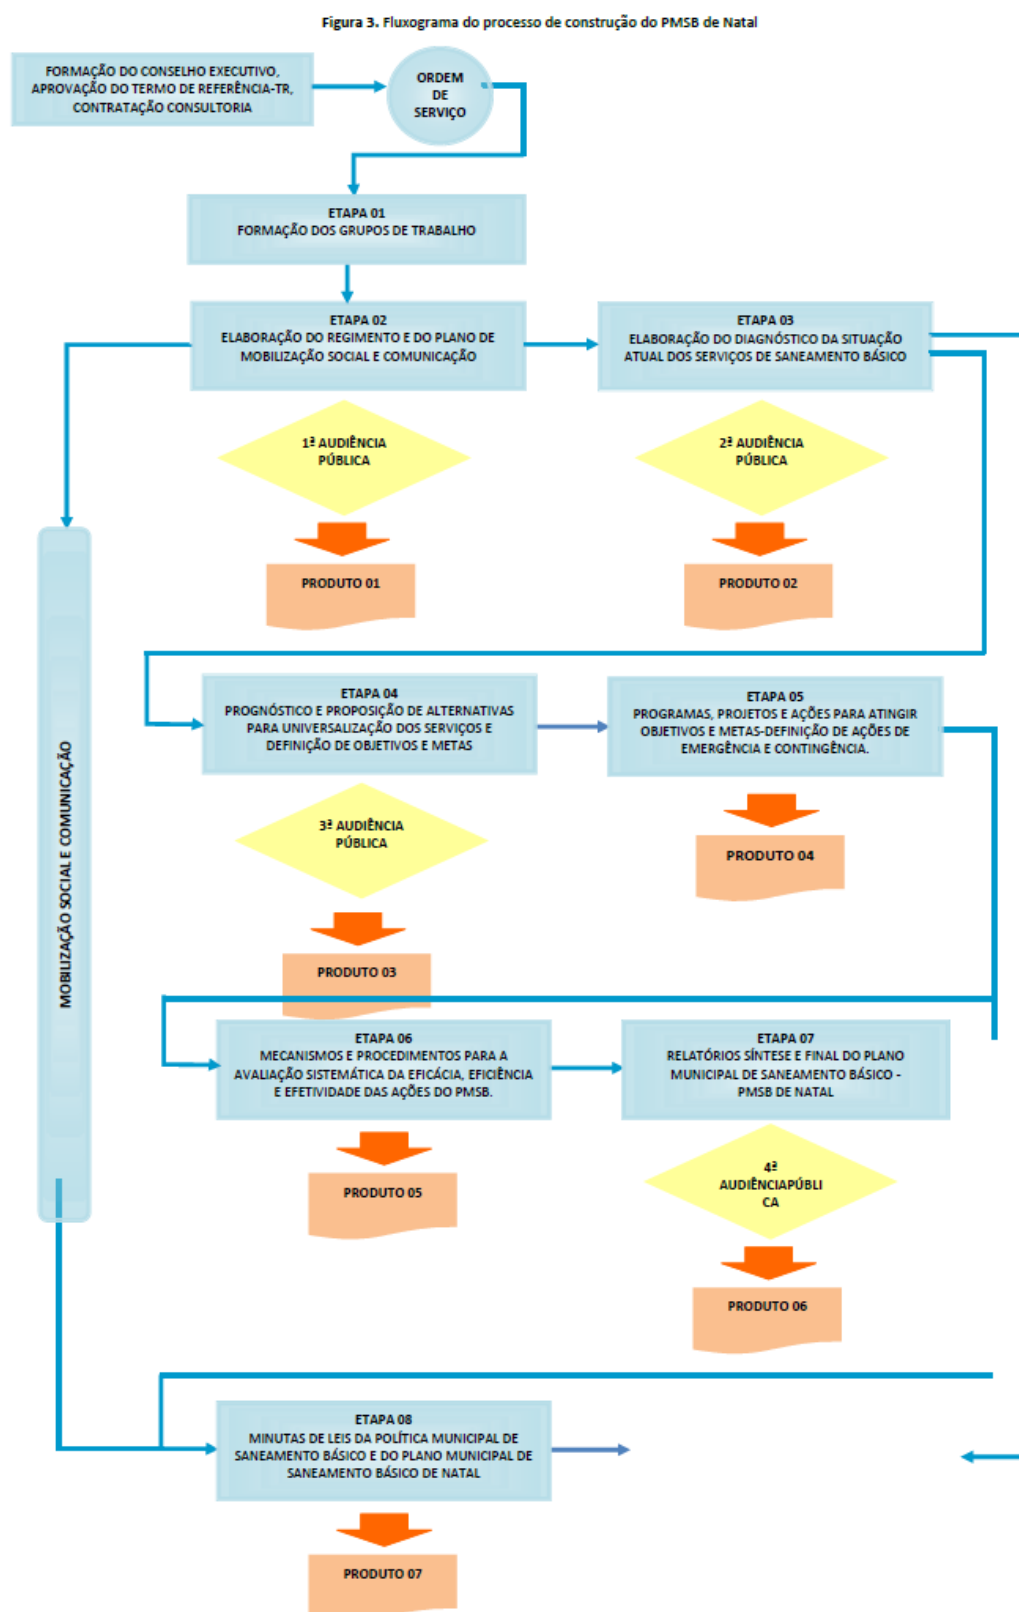 Figura 3. Fluxograma do processo de construção do PMSB de Natal
FORMAÇÃO DO CONSELHO EXECUTIVO,
APROVAÇÃO DO TERMO DE REFERÊNCIA-TR,
CONTRATAÇÃO CONSULTORIA
ORDEM
DE
SERVIÇO
ETAPA 01
FORMAÇÃO DOS GRUPOS DE TRABALHO
ETAPA 02
ELABORAÇÃO DO REGIMENTO E DO PLANO DE
MOBILIZAÇÃO SOCIAL E COMUNICAÇÃO
ETAPA 03
ELABORAÇÃO DO DIAGNÓSTICO DA SITUAÇÃO
ATUAL DOS SERVIÇOS DE SANEAMENTO BÁSICO
1ª AUDIÊNCIA
PÚBLICA
2ª AUDIÊNCIA
PÚBLICA
PRODUTO 01
PRODUTO 02
MOBILIZAÇÃO SOCIAL E COMUNICAÇÃO
ETAPA 04
PROGNÓSTICO E PROPOSIÇÃO DE ALTERNATIVAS
PARA UNIVERSALIZAÇÃO DOS SERVIÇOS E
DEFINIÇÃO DE OBJETIVOS E METAS
ETAPA 05
PROGRAMAS, PROJETOS E AÇÕES PARA ATINGIR
OBJETIVOS E METAS-DEFINIÇÃO DE AÇÕES DE
EMERGÊNCIA E CONTINGÊNCIA.
3ª AUDIÊNCIA
PÚBLICA
PRODUTO 04
PRODUTO 03
ETAPA 06
MECANISMOS E PROCEDIMENTOS PARA A
AVALIAÇÃO SISTEMÁTICA DA EFICÁCIA, EFICIÊNCIA
E EFETIVIDADE DAS AÇÕES DO PMSB.
ETAPA 07
RELATÓRIOS SÍNTESE E FINAL DO PLANO
MUNICIPAL DE SANEAMENTO BÁSICO -
PMSB DE NATAL
PRODUTO 05
4ª
AUDIÊNCIAPÚBLI
CA
PRODUTO 06
ETAPA 08
MINUTAS DE LEIS DA POLÍTICA MUNICIPAL DE
SANEAMENTO BÁSICO E DO PLANO MUNICIPAL DE
SANEAMENTO BÁSICO DE NATAL
PRODUTO 07